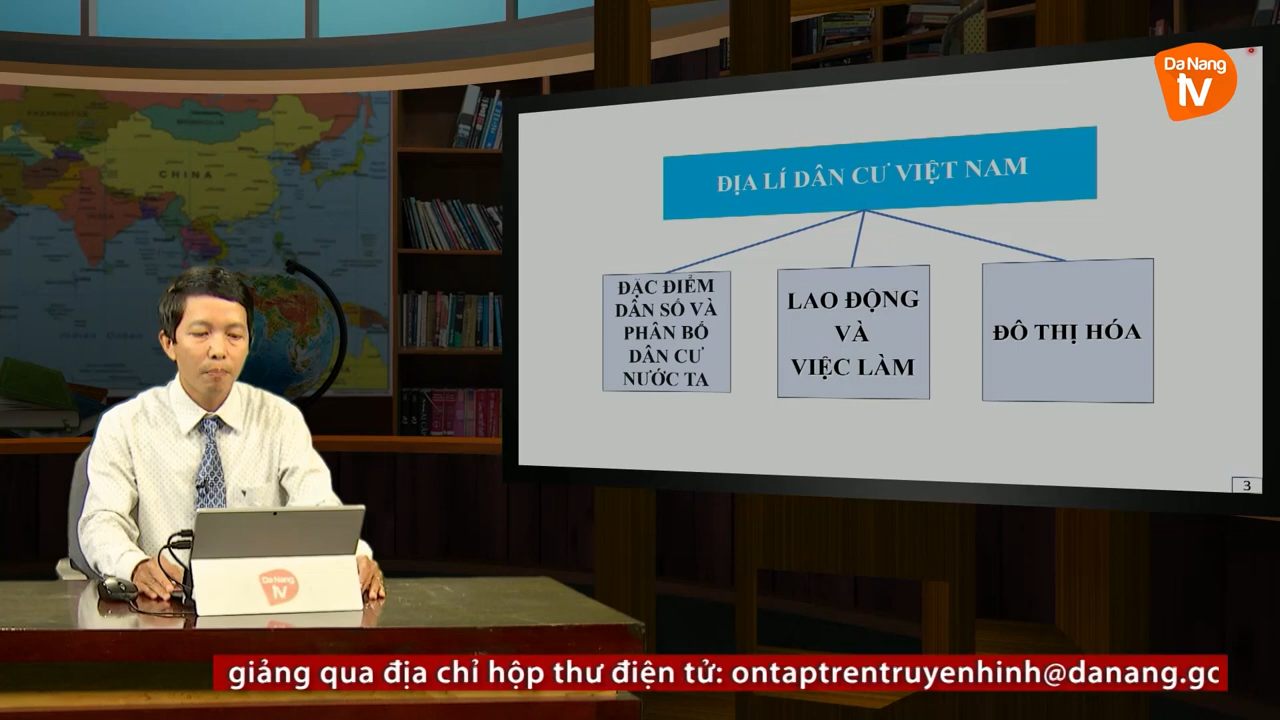 Da Nang
tv
ĐỊA LÍ DÂN CƯ VIỆT NAM
ĐẶC ĐIỂM
DÂN SỐ VÀ
PHÂN BỐ
DÂN CƯ
NƯỚC TA
LAO ĐỘNG
VÀ
VIỆC LÀM
ĐÔ THỊ HÓA
3
CHINA
INDIA
MONGOLIA
Da Nang
tv
giảng qua địa chỉ hộp thư điện tử: ontaptrentruyenhinh@danang.gc